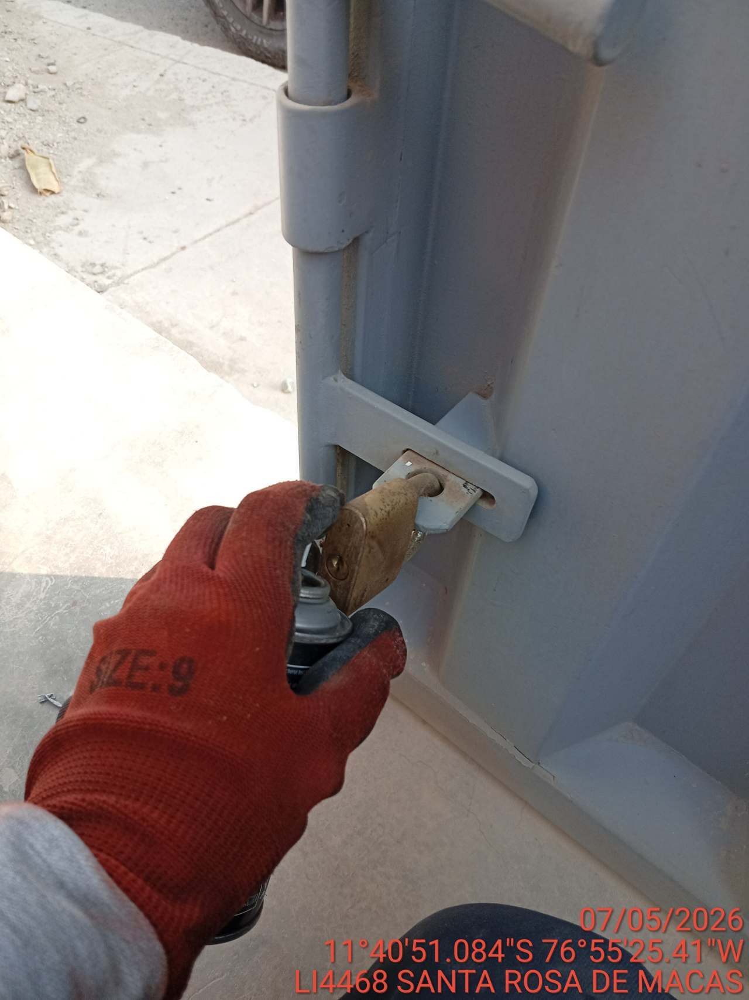 SIZE:9
07/05/2026
11°40'51.084"S 76°55'25.41"W
LI4468 SANTA ROSA DE MACAS